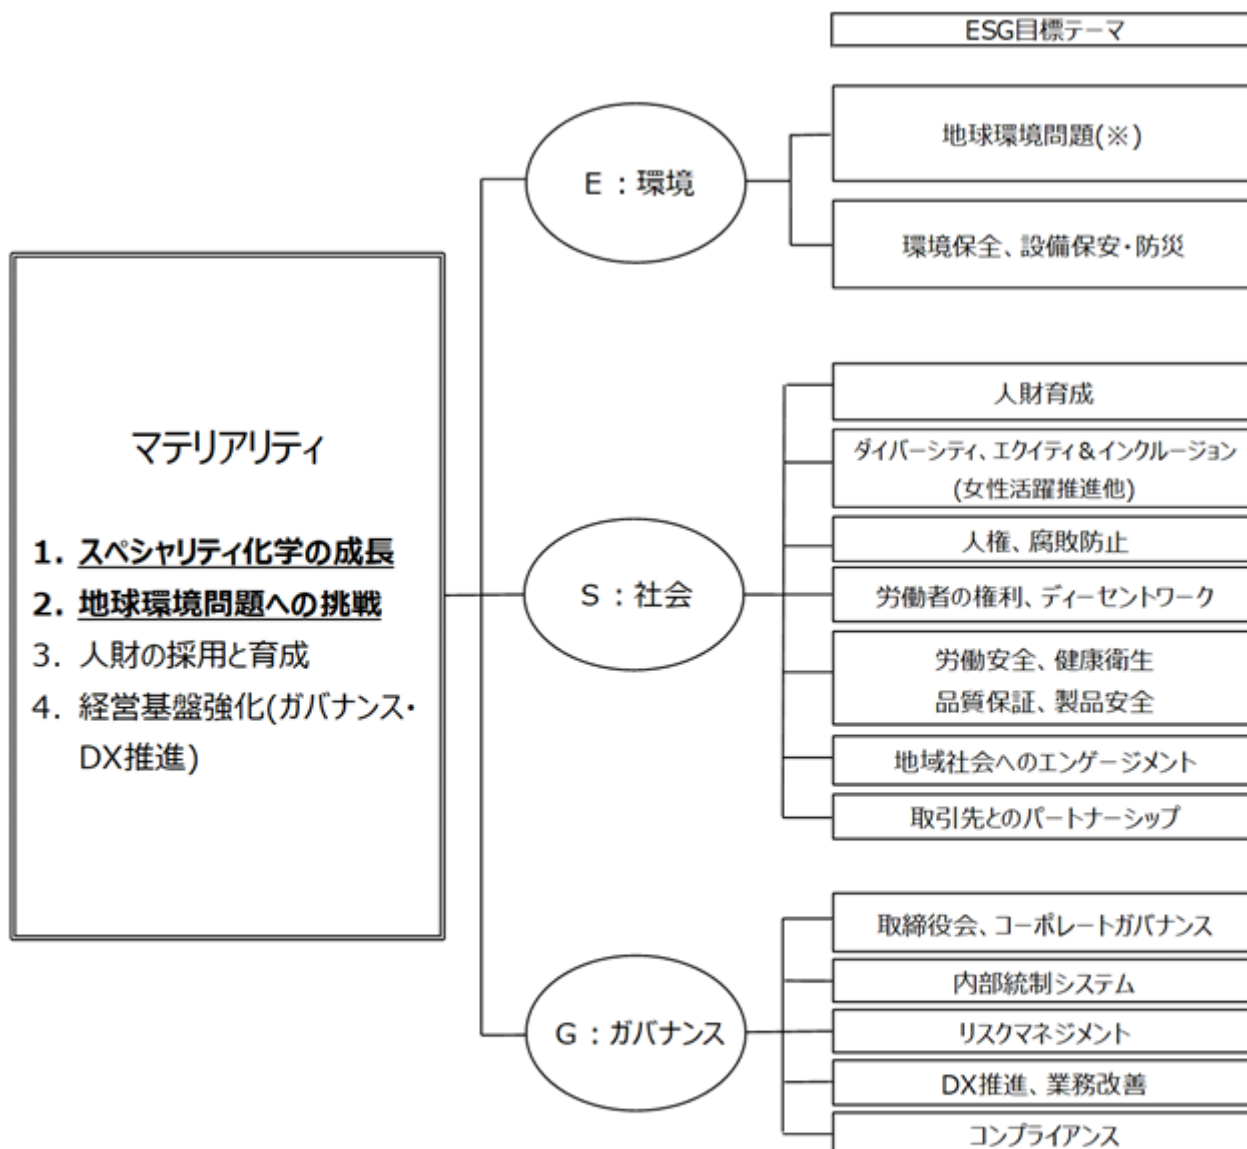 ESG目標テーマ
E：環境
地球環境問題(※)
環境保全、設備保安・防災
マテリアリティ
1. スペシャリティ化学の成長
2. 地球環境問題への挑戦
3. 人財の採用と育成
4. 経営基盤強化(ガバナンス・
DX推進)
S：社会
人財育成
ダイバーシティ、エクイティ＆インクルージョン
(女性活躍推進他)
人権、腐敗防止
労働者の権利、ディーセントワーク
労働安全、健康衛生
品質保証、製品安全
地域社会へのエンゲージメント
取引先とのパートナーシップ
G：ガバナンス
取締役会、コーポレートガバナンス
内部統制システム
リスクマネジメント
DX推進、業務改善
コンプライアンス